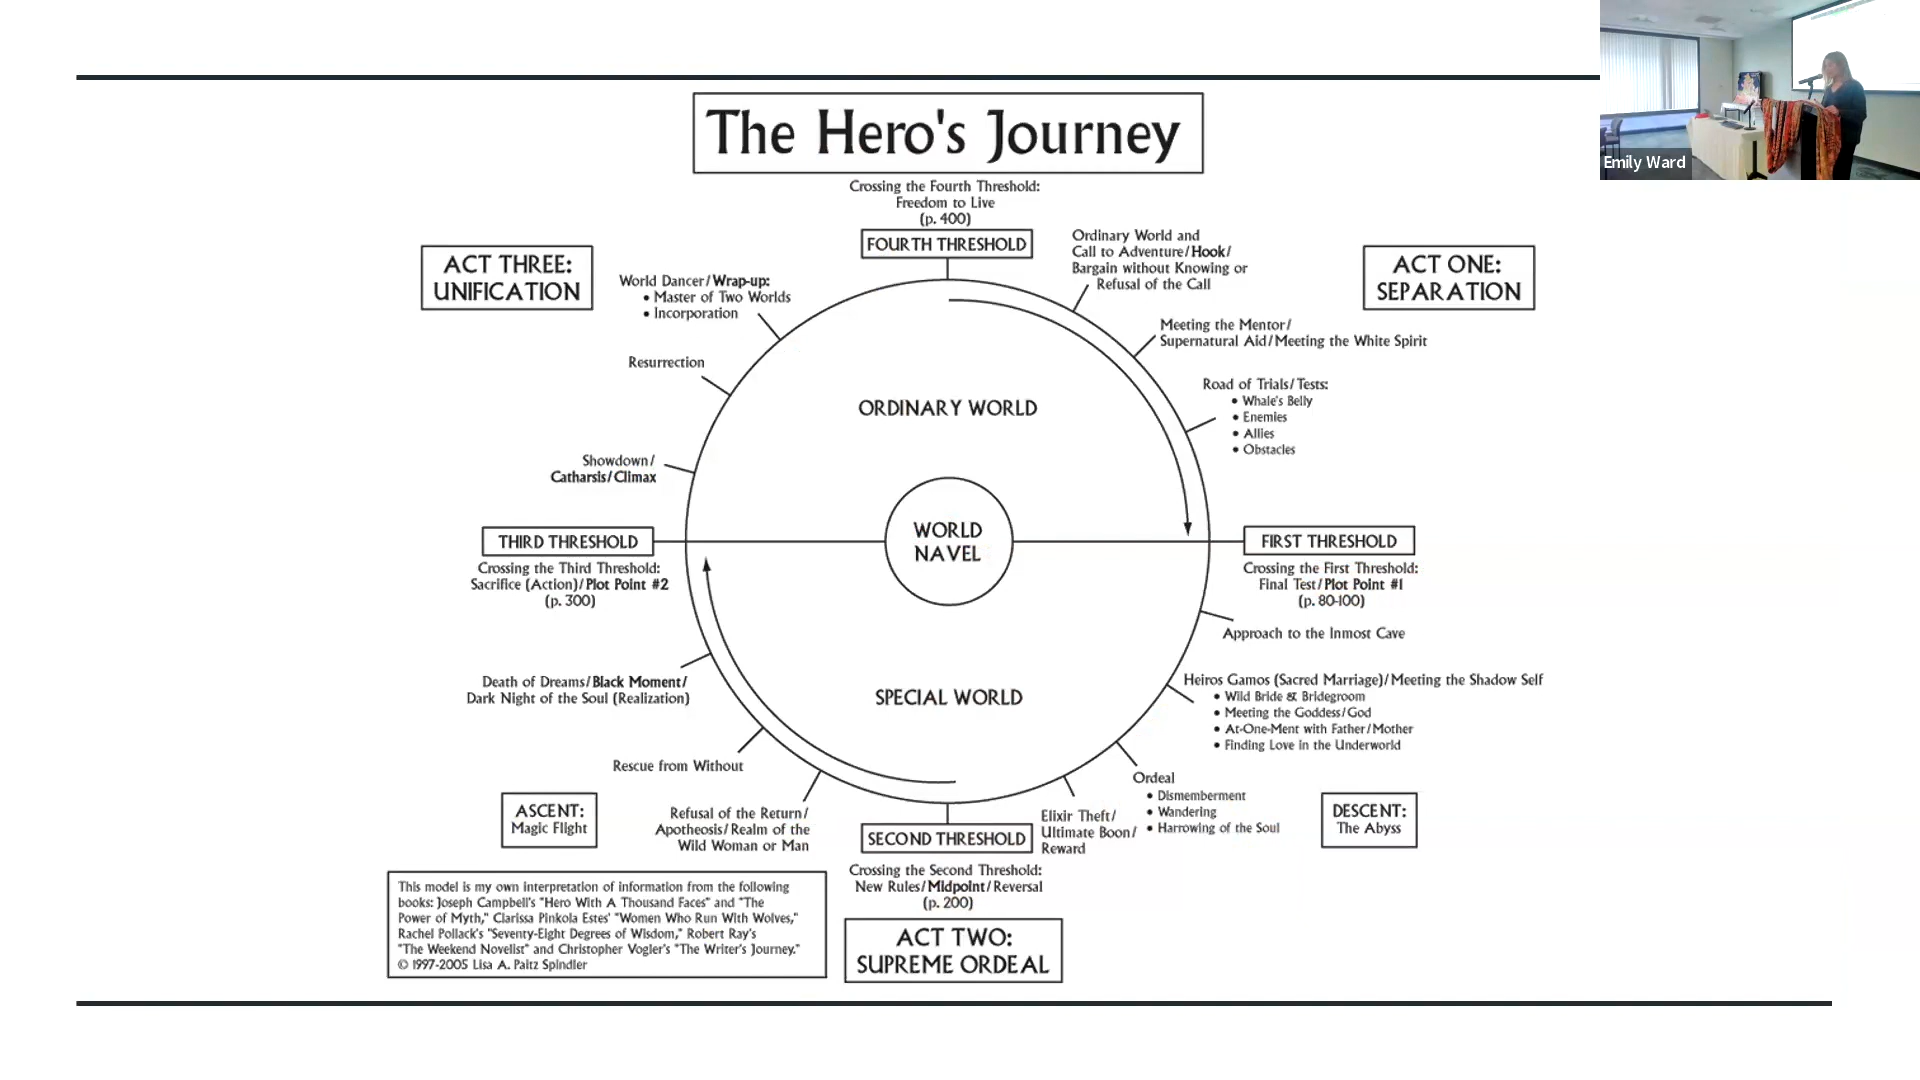 Emily Ward
The Hero's Journey
Crossing the Fourth Threshold:
Freedom to Live
(p. 400)
FOURTH THRESHOLD
ACT ONE:
SEPARATION
Ordinary World and
Call to Adventure/Hook/
Bargain without Knowing or
Refusal of the Call
Meeting the Mentor/
Supernatural Aid/Meeting the White Spirit
Road of Trials/Tests:
• Whale's Belly
• Enemies
• Allies
• Obstacles
FIRST THRESHOLD
Crossing the First Threshold:
Final Test/Plot Point #1
(p. 80-100)
Approach to the Inmost Cave
Heiros Gamos (Sacred Marriage)/Meeting the Shadow Self
• Wild Bride & Bridegroom
• Meeting the Goddess/God
• At-One-Ment with Father/Mother
• Finding Love in the Underworld
Ordeal
• Dismemberment
• Wandering
• Harrowing of the Soul
DESCENT:
The Abyss
Elixir Theft/
Ultimate Boon/
Reward
SECOND THRESHOLD
Crossing the Second Threshold:
New Rules/Midpoint/Reversal
(p. 200)
ACT TWO:
SUPREME ORDEAL
Refusal of the Return/
Apotheosis/Realm of the
Wild Woman or Man
ASCENT:
Magic Flight
Rescue from Without
Death of Dreams/Black Moment/
Dark Night of the Soul (Realization)
THIRD THRESHOLD
Crossing the Third Threshold:
Sacrifice (Action)/Plot Point #2
(p. 300)
Showdown/
Catharsis/Climax
Resurrection
World Dancer/Wrap-up:
• Master of Two Worlds
• Incorporation
ACT THREE:
UNIFICATION
ORDINARY WORLD
WORLD
NAVEL
SPECIAL WORLD
This model is my own interpretation of information from the following
books: Joseph Campbell's "Hero With A Thousand Faces" and "The
Power of Myth," Clarissa Pinkola Estes' "Women Who Run With Wolves,"
Rachel Pollack's "Seventy-Eight Degrees of Wisdom," Robert Ray's
"The Weekend Novelist" and Christopher Vogler's "The Writer's Journey."
© 1997-2005 Lisa A. Paitz Spindler